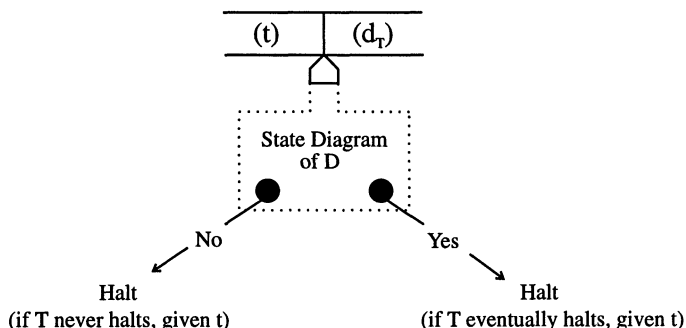 (t) (d_T)
State Diagram
of D
No Yes
Halt Halt
(if T never halts, given t) (if T eventually halts, given t)